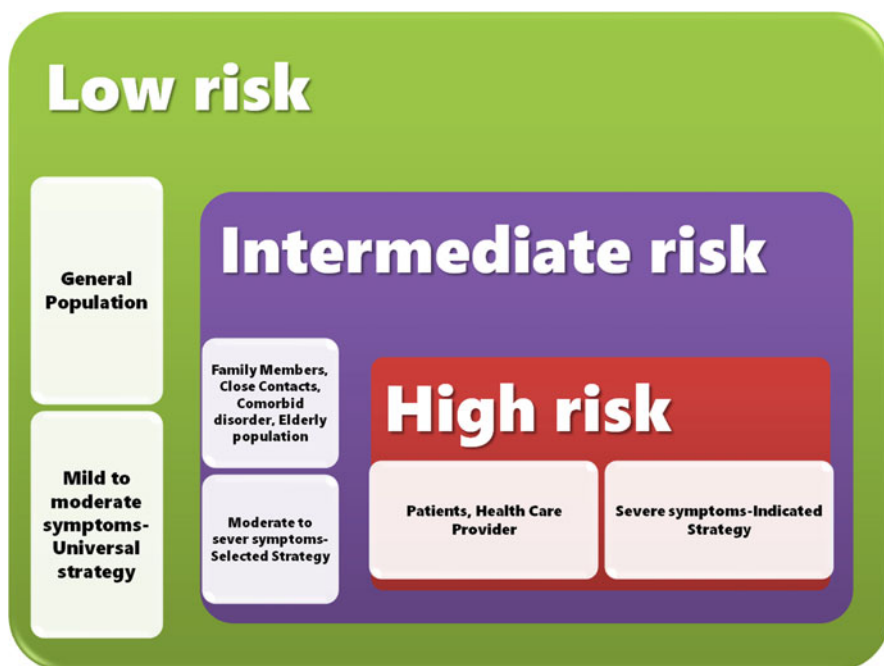 Low risk
General
Population
Mild to
moderate
symptoms-
Universal
strategy
Intermediate risk
Family Members,
Close Contacts,
Comorbid
disorder, Elderly
population
Moderate to
sever symptoms-
Selected Strategy
High risk
Patients, Health Care
Provider
Severe symptoms-Indicated
Strategy